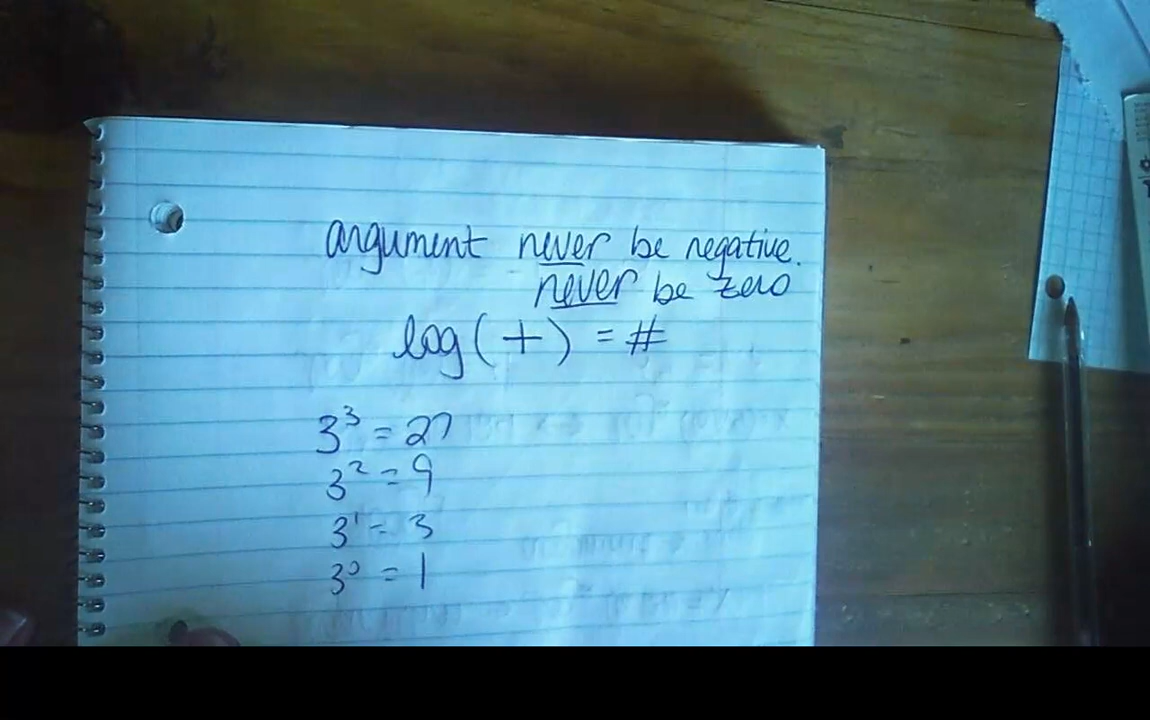 argument never be negative.
never be zero
log(+) = #
3³ = 27
3² = 9
3¹ = 3
3⁰ = 1